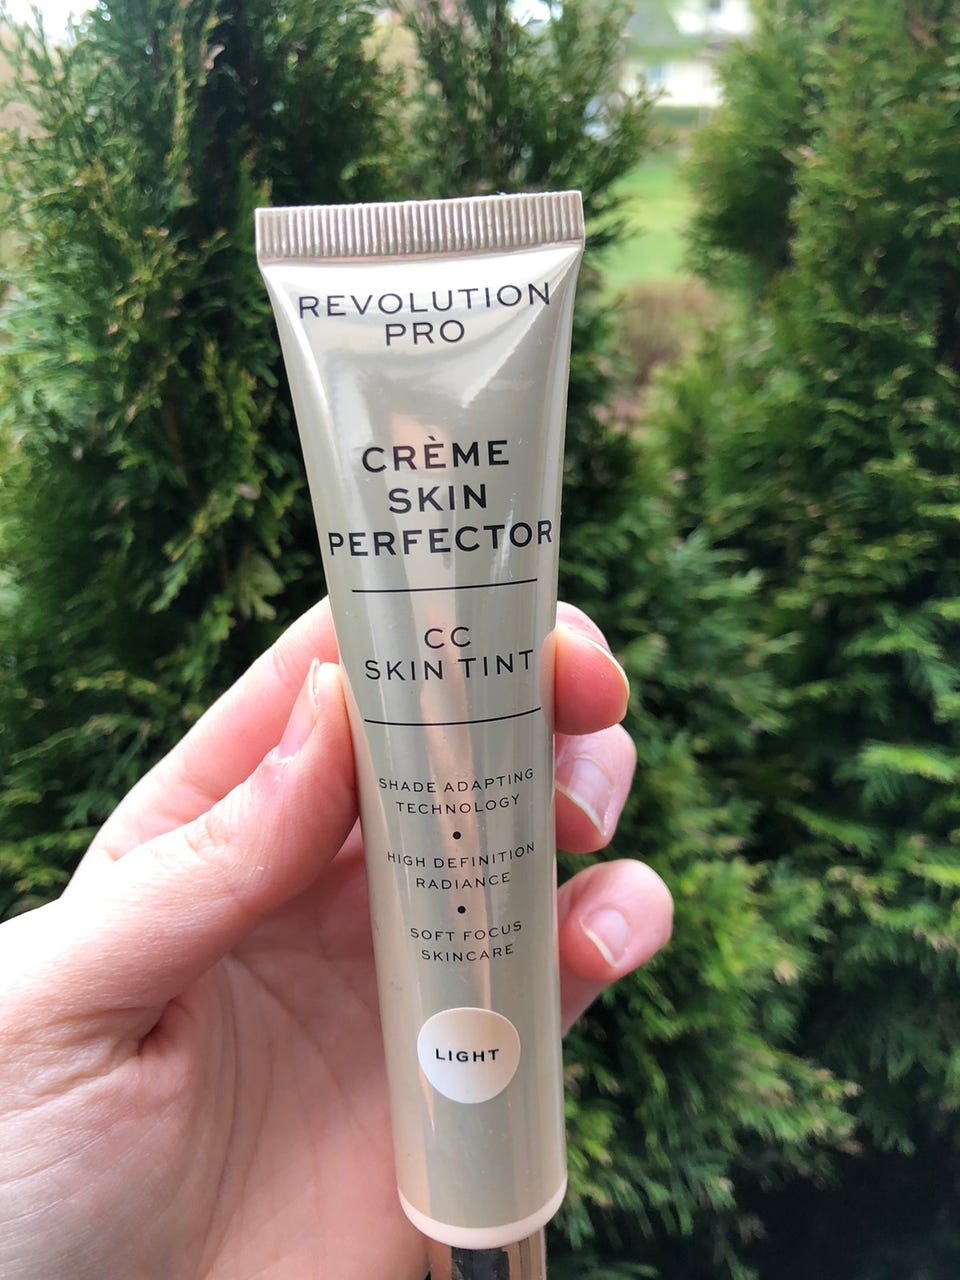 REVOLUTION
PRO
CRÈME
SKIN
PERFECTOR
CC
SKIN TINT
SHADE ADAPTING
TECHNOLOGY
•
HIGH DEFINITION
RADIANCE
•
SOFT FOCUS
SKINCARE
LIGHT